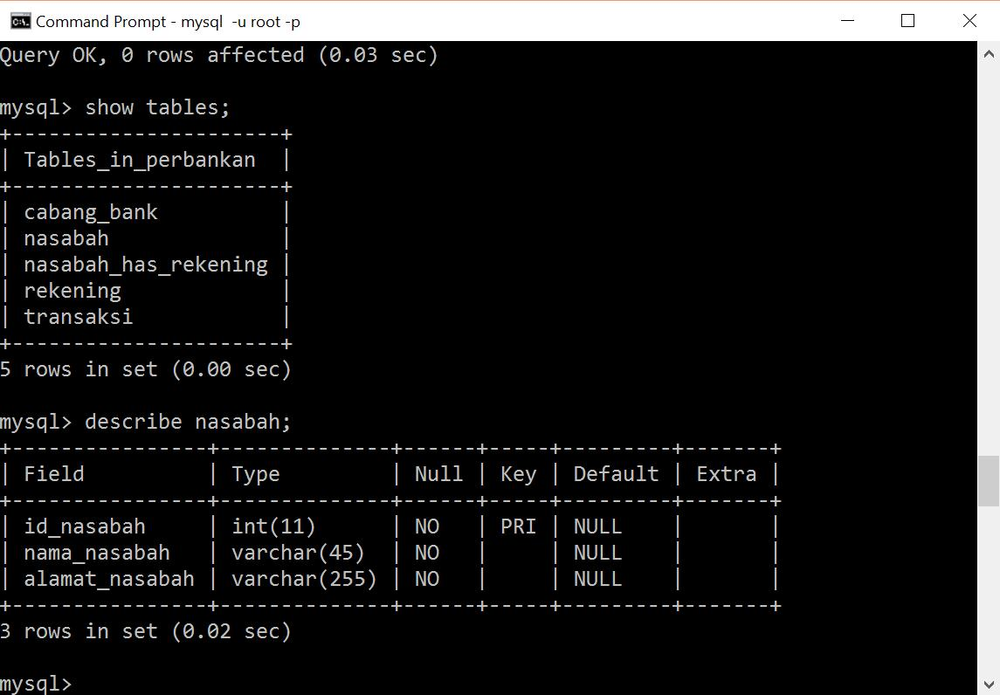 Command Prompt - mysql  -u root -p
Query OK, 0 rows affected (0.03 sec)
mysql> show tables;
+----------------------+
| Tables_in_perbankan  |
+----------------------+
| cabang_bank          |
| nasabah              |
| nasabah_has_rekening |
| rekening             |
| transaksi            |
+----------------------+
5 rows in set (0.00 sec)
mysql> describe nasabah;
+----------------+--------------+------+-----+---------+-------+
| Field          | Type         | Null | Key | Default | Extra |
+----------------+--------------+------+-----+---------+-------+
| id_nasabah     | int(11)      | NO   | PRI | NULL    |       |
| nama_nasabah   | varchar(45)  | NO   |     | NULL    |       |
| alamat_nasabah | varchar(255) | NO   |     | NULL    |       |
+----------------+--------------+------+-----+---------+-------+
3 rows in set (0.02 sec)
mysql>